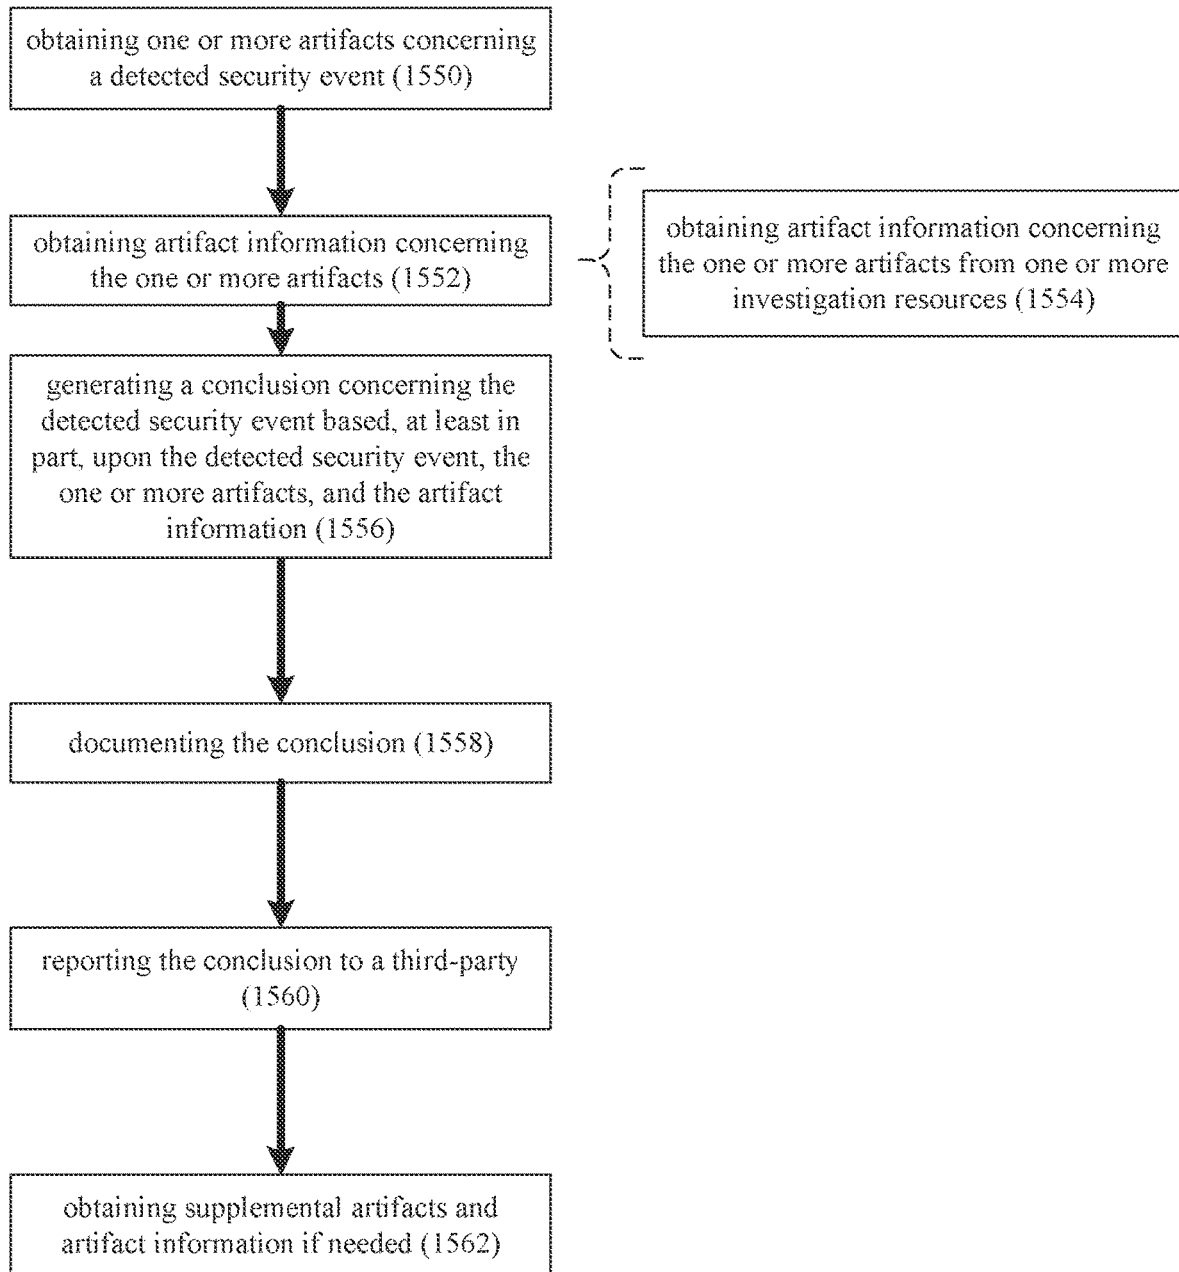 obtaining one or more artifacts concerning
a detected security event (1550)
obtaining artifact information concerning
the one or more artifacts (1552)
obtaining artifact information concerning
the one or more artifacts from one or more
investigation resources (1554)
generating a conclusion concerning the
detected security event based, at least in
part, upon the detected security event, the
one or more artifacts, and the artifact
information (1556)
documenting the conclusion (1558)
reporting the conclusion to a third-party
(1560)
obtaining supplemental artifacts and
artifact information if needed (1562)